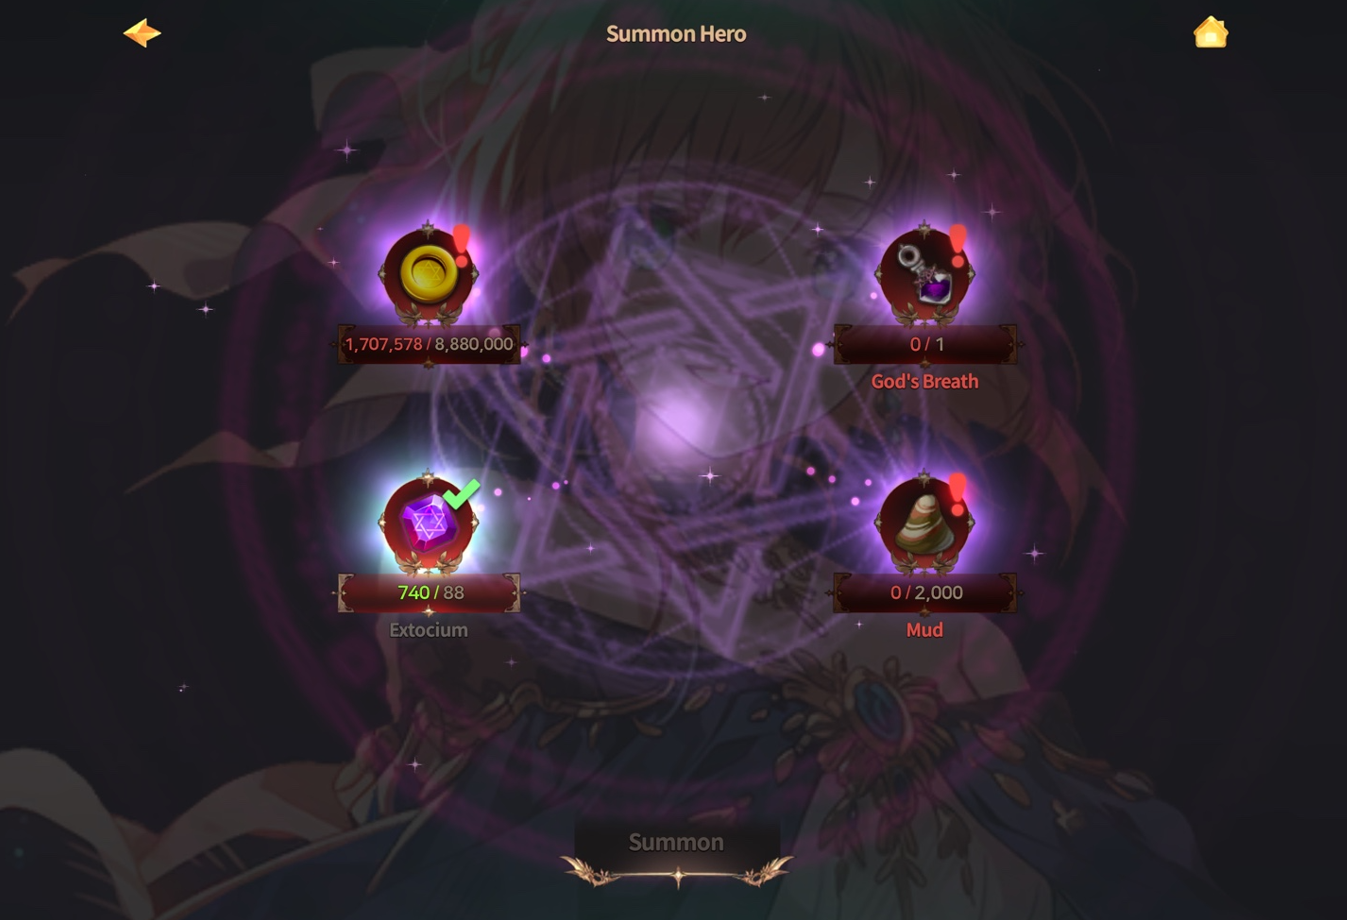 Summon Hero
1,707,578 / 8,880,000
0 / 1
God's Breath
740 / 88
Extocium
0 / 2,000
Mud
Summon